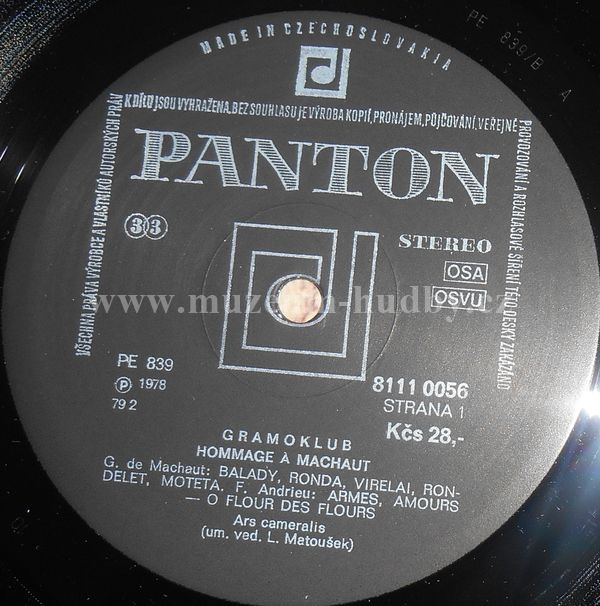 MADE IN CZECHOSLOVAKIA
PE 839/B A
VŠECHNA PRÁVA VÝROBCE A VLASTNÍKŮ AUTORSKÝCH PRÁV
K DÍLU JSOU VYHRAŽENA. BEZ SOUHLASU JE VÝROBA KOPIÍ, PRONÁJEM, PŮJČOVÁNÍ, VEŘEJNÉ
PROVOZOVÁNÍ A ROZHLASOVÉ ŠÍŘENÍ TÉTO DESKY ZAKÁZÁNO
PANTON
33
STEREO
OSA
OSVU
www.muzeum-hudby.cz
PE 839
Ⓟ 1978
79 2
8111 0056
STRANA 1
Kčs 28,-
GRAMOKLUB
HOMMAGE À MACHAUT
G. de Machaut: BALADY, RONDA, VIRELAI, RON-
DELET, MOTETA. F. Andrieu: ARMES, AMOURS
— O FLOUR DES FLOURS
Ars cameralis
(um. ved. L. Matoušek)